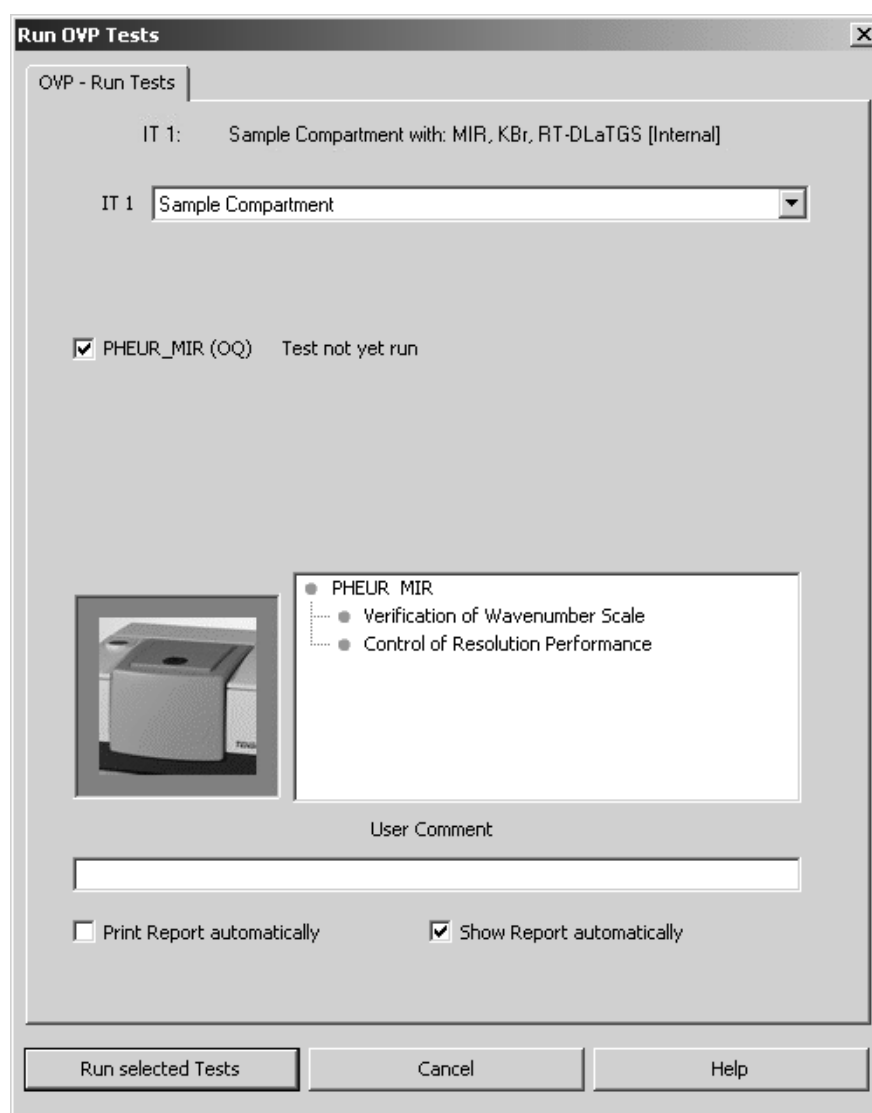 Run OVP Tests
OVP - Run Tests
IT 1: Sample Compartment with: MIR, KBr, RT-DLaTGS [Internal]
IT 1 Sample Compartment
PHEUR_MIR (OQ) Test not yet run
PHEUR MIR
Verification of Wavenumber Scale
Control of Resolution Performance
User Comment
Print Report automatically Show Report automatically
Run selected Tests Cancel Help